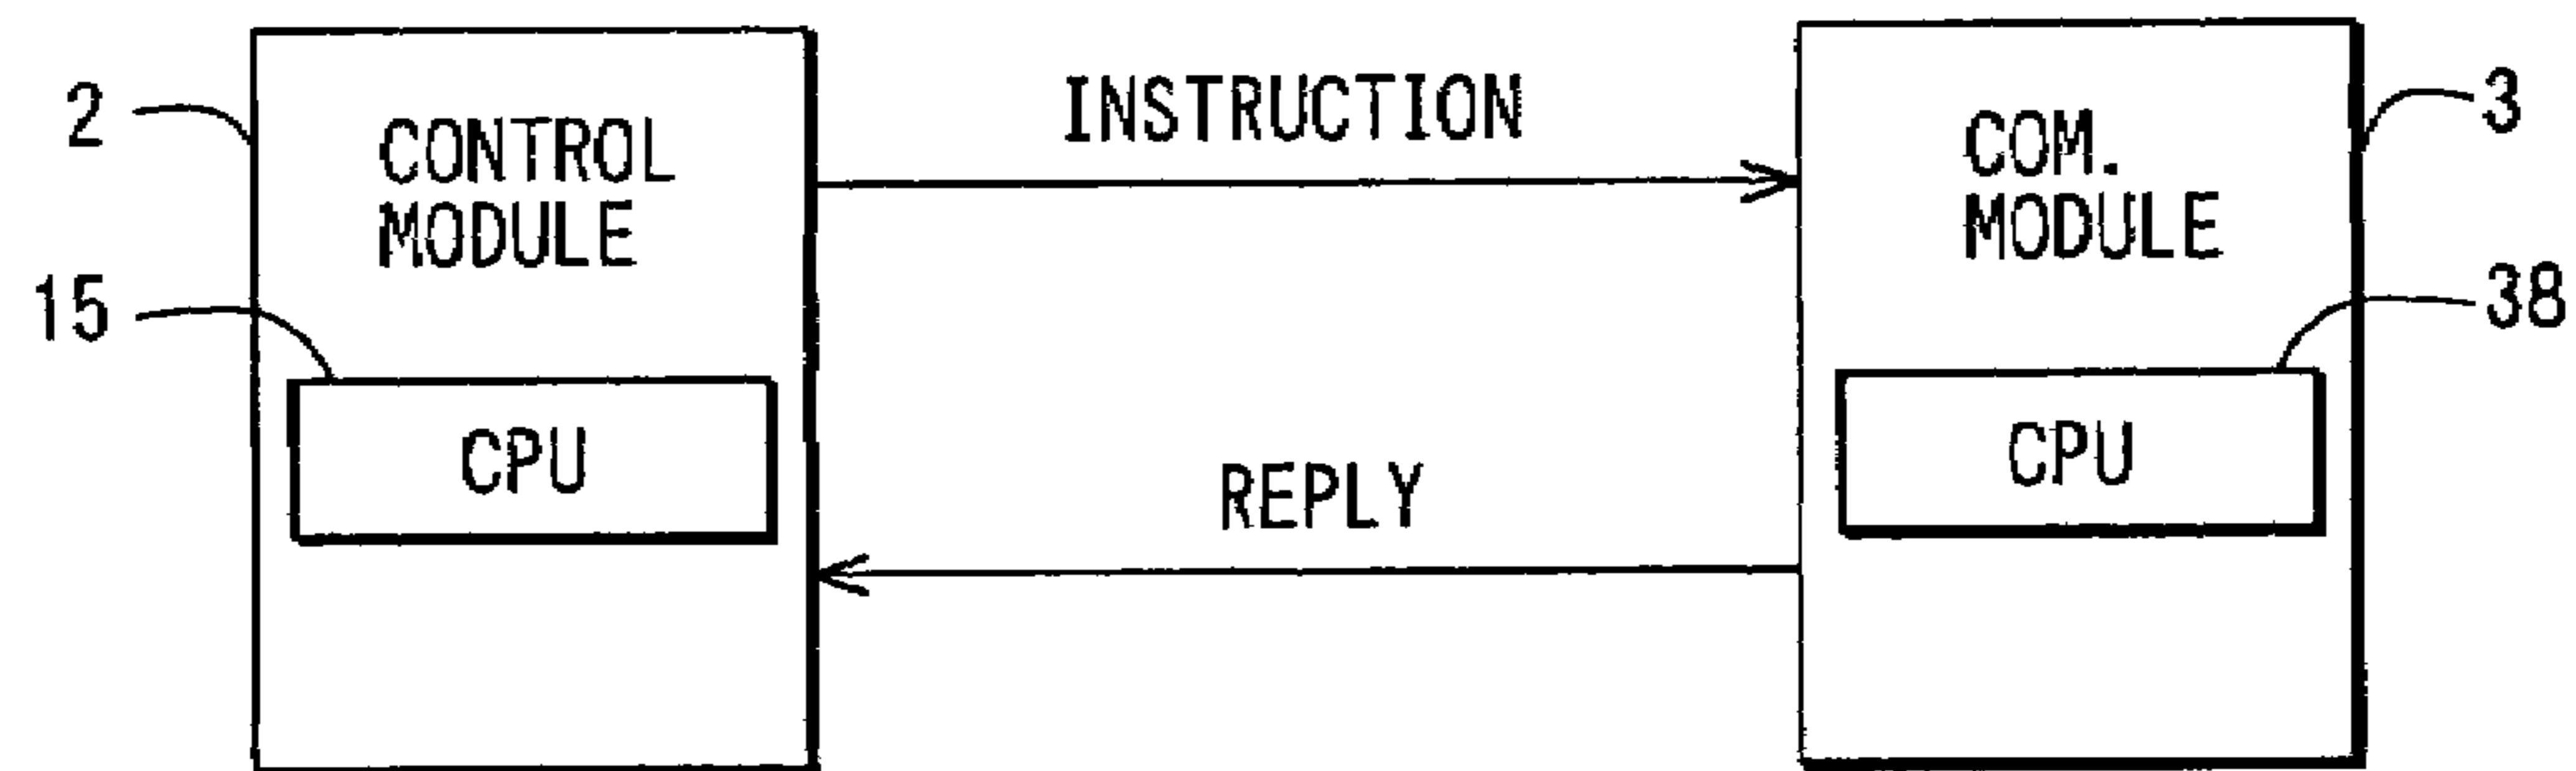 2
CONTROL
MODULE
15
CPU
INSTRUCTION
REPLY
COM.
MODULE
3
38
CPU